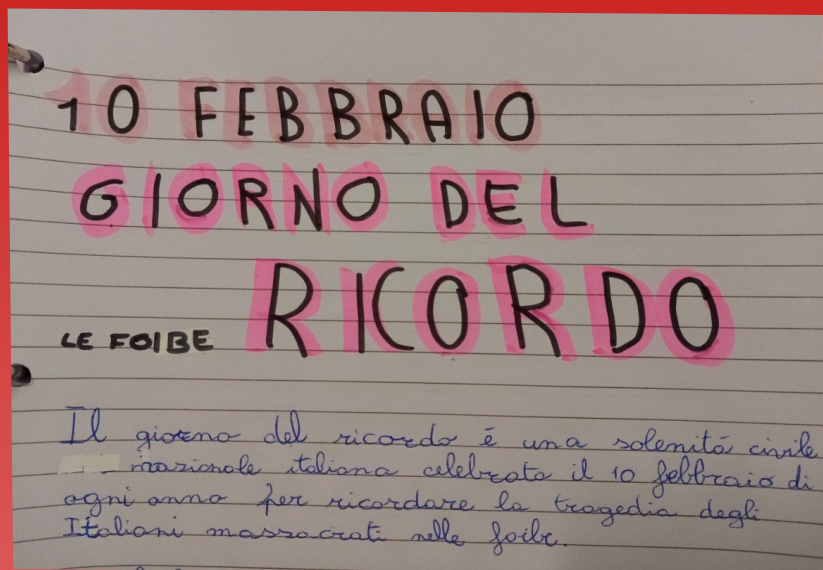 10 FEBBRAIO
GIORNO DEL
RICORDO
LE FOIBE
Il giorno del ricordo è una solenità civile
nazionale italiana celebrata il 10 febbraio di
ogni anno per ricordare la tragedia degli
Italiani massacrati nelle foibe.